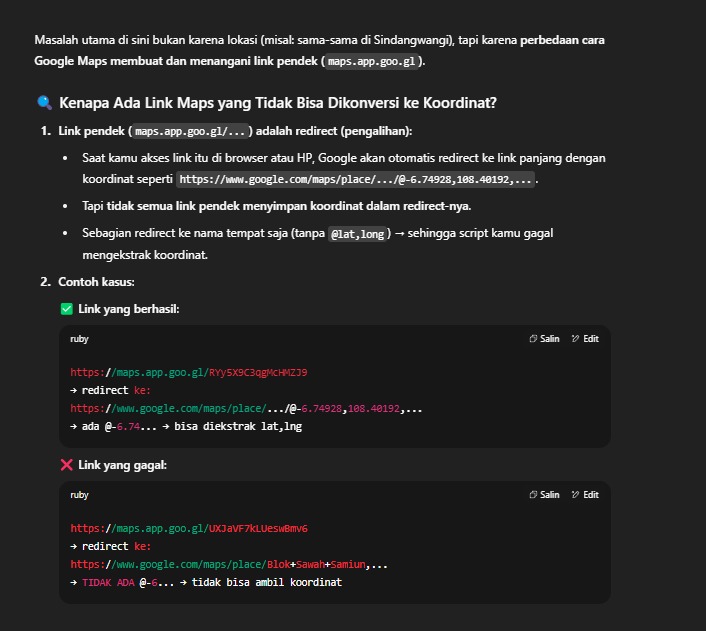 Masalah utama di sini bukan karena lokasi (misal: sama-sama di Sindangwangi), tapi karena perbedaan cara
Google Maps membuat dan menangani link pendek ( maps.app.goo.gl ).
Kenapa Ada Link Maps yang Tidak Bisa Dikonversi ke Koordinat?
1. Link pendek ( maps.app.goo.gl/... ) adalah redirect (pengalihan):
• Saat kamu akses link itu di browser atau HP, Google akan otomatis redirect ke link panjang dengan
koordinat seperti https://www.google.com/maps/place/.../@-6.74928,108.40192,... .
• Tapi tidak semua link pendek menyimpan koordinat dalam redirect-nya.
• Sebagian redirect ke nama tempat saja (tanpa @lat,long ) → sehingga script kamu gagal
mengekstrak koordinat.
2. Contoh kasus:
✅ Link yang berhasil:
ruby Salin Edit
https://maps.app.goo.gl/RYy5X9C3qgMcHMZJ9
→ redirect ke:
https://www.google.com/maps/place/.../@-6.74928,108.40192,...
→ ada @-6.74... → bisa diekstrak lat,lng
❌ Link yang gagal:
ruby Salin Edit
https://maps.app.goo.gl/UXJaVF7kLUeswBmv6
→ redirect ke:
https://www.google.com/maps/place/Blok+Sawah+Samiun,...
→ TIDAK ADA @-6... → tidak bisa ambil koordinat